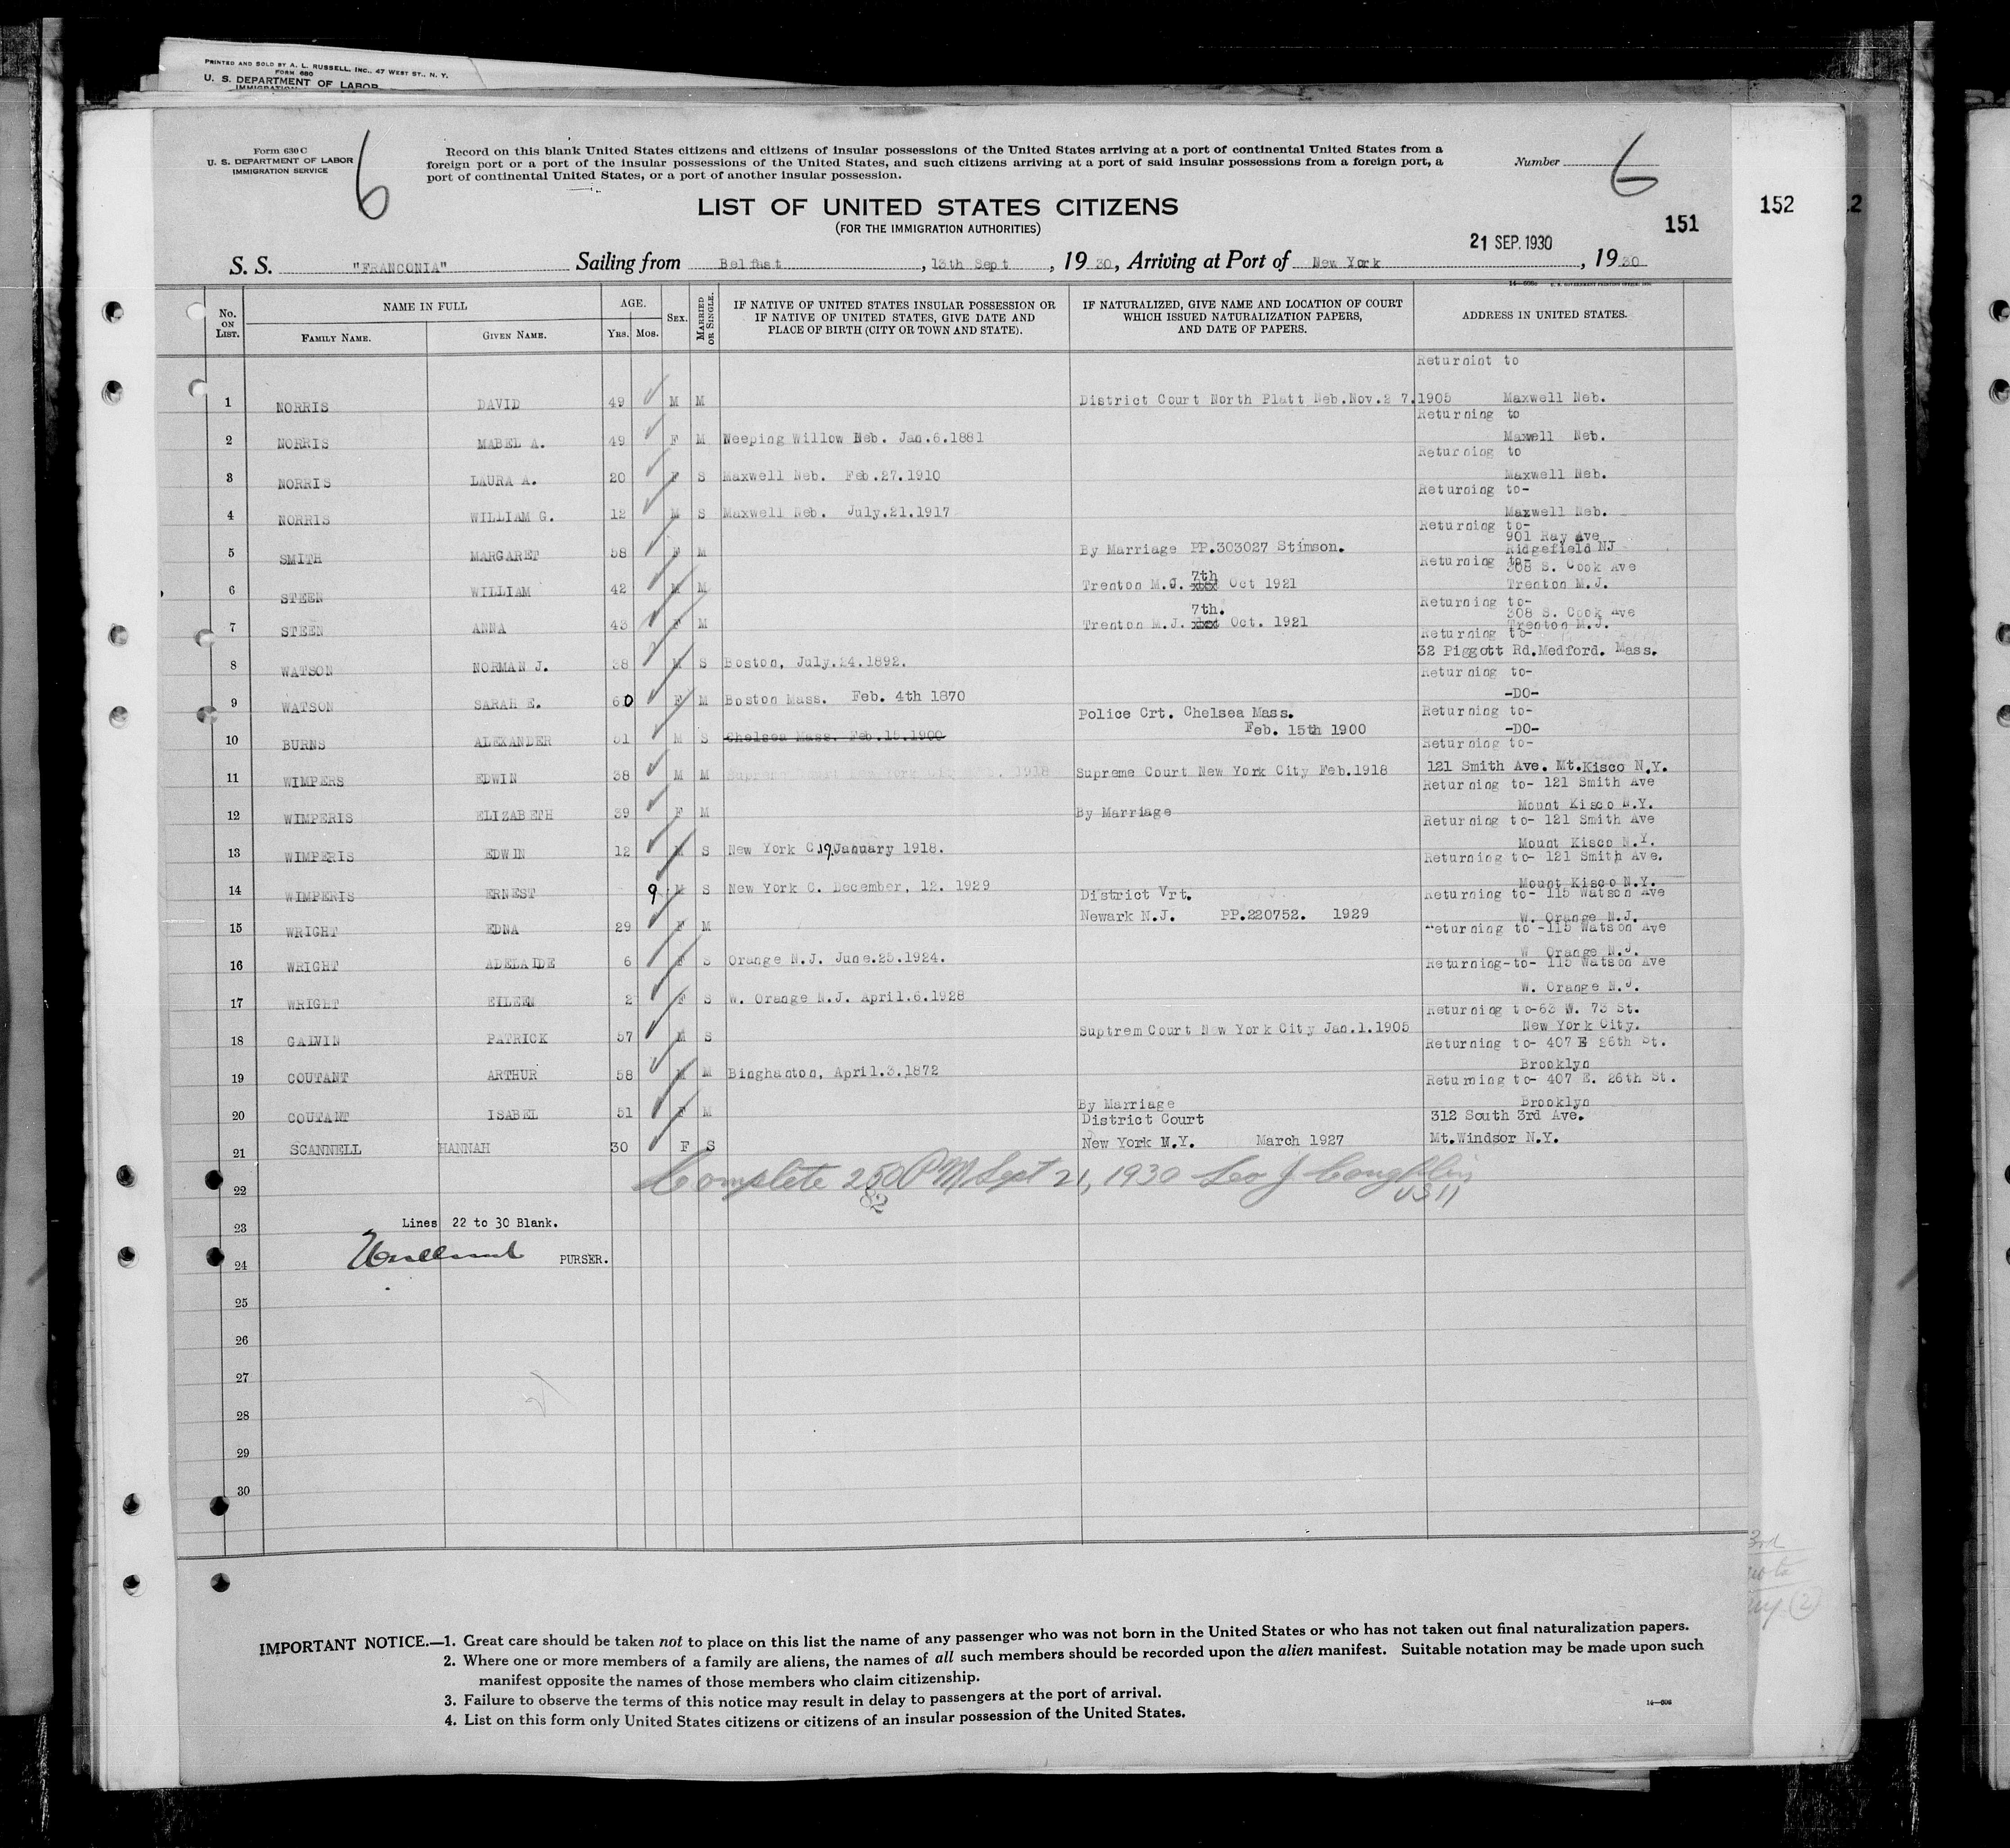 PRINTED AND SOLD BY A. L. RUSSELL, INC., 47 WEST ST., N. Y.
FORM 680
U. S. DEPARTMENT OF LABOR
Form 630 C
U. S. DEPARTMENT OF LABOR
IMMIGRATION SERVICE
6
Record on this blank United States citizens and citizens of insular possessions of the United States arriving at a port of continental United States from a
foreign port or a port of the insular possessions of the United States, and such citizens arriving at a port of said insular possessions from a foreign port, a
port of continental United States, or a port of another insular possession.
Number 6
LIST OF UNITED STATES CITIZENS
(FOR THE IMMIGRATION AUTHORITIES)
151
152
21 SEP. 1930
S. S. "FRANCONIA" Sailing from Belfast, 13th Sept, 1930, Arriving at Port of New York, 1930
No. ON LIST. NAME IN FULL FAMILY NAME. GIVEN NAME. AGE. Yrs. Mos. SEX. MARRIED OR SINGLE. IF NATIVE OF UNITED STATES INSULAR POSSESSION OR IF NATIVE OF UNITED STATES, GIVE DATE AND PLACE OF BIRTH (CITY OR TOWN AND STATE). IF NATURALIZED, GIVE NAME AND LOCATION OF COURT WHICH ISSUED NATURALIZATION PAPERS, AND DATE OF PAPERS. ADDRESS IN UNITED STATES.
Returnint to
1 NORRIS DAVID 49 M M District Court North Platt Neb.Nov.2 7.1905 Maxwell Neb.
Returning to
2 NORRIS MABEL A. 49 F M Weeping Willow Neb. Jan.6.1881 Maxwell Neb.
Returning to
3 NORRIS LAURA A. 20 F S Maxwell Neb. Feb.27.1910 Maxwell Neb.
Returning to-
4 NORRIS WILLIAM G. 12 M S Maxwell Neb. July.21.1917 Maxwell Neb.
Returning to-
901 Ray Ave
5 SMITH MARGARET 58 F M By Marriage PP.303027 Stimson. Ridgefield NJ
Returning to-
308 S. Cook Ave
6 STEEN WILLIAM 42 M M Trenton M.J. 7th Oct 1921 Trenton M.J.
Returning to-
308 S. Cook Ave
7 STEEN ANNA 43 F M Trenton M.J. 7th. Oct. 1921 Trenton M.J.
Returning to-
8 WATSON NORMAN J. 38 M S Boston, July.24.1892. 32 Piggott Rd.Medford. Mass.
Returning to-
9 WATSON SARAH E. 60 F M Boston Mass. Feb. 4th 1870 -DO-
Police Crt. Chelsea Mass. Returning to-
10 BURNS ALEXANDER 51 M S Chelsea Mass. Feb.15.1900 Feb. 15th 1900 -DO-
Returning to-
11 WIMPERS EDWIN 38 M M Supreme Court New York City Feb.1918 121 Smith Ave. Mt.Kisco N.Y.
Returning to- 121 Smith Ave
12 WIMPERIS ELIZABETH 39 F M By Marriage Mount Kisco N.Y.
Returning to- 121 Smith Ave
13 WIMPERIS EDWIN 12 M S New York C.19.January 1918. Mount Kisco N.Y.
Returning to- 121 Smith Ave.
14 WIMPERIS ERNEST 9 M S New York C. December, 12. 1929 Mount Kisco N.Y.
District Vrt. Returning to- 115 Watson Ave
15 WRIGHT EDNA 29 F M Newark N.J. PP.220752. 1929 W. Orange N.J.
eturning to -115 Watson Ave
16 WRIGHT ADELAIDE 6 F S Orange N.J. June.25.1924. W Orange N.J.
Returning-to- 115 Watson Ave
17 WRIGHT EILEEN 2 F S W. Orange N.J. April.6.1928 W. Orange N.J.
Returning to-63 W. 73 St.
18 GALVIN PATRICK 57 M S Suptrem Court New York City Jan.1.1905 New York City.
Returning to- 407 E 26th St.
19 COUTANT ARTHUR 58 M M Binghanton, April.3.1872 Brooklyn
Returning to- 407 E. 26th St.
20 COUTANT ISABEL 51 F M By Marriage Brooklyn
District Court 312 South 3rd Ave.
21 SCANNELL HANNAH 30 F S New York N.Y. March 1927 Mt.Windsor N.Y.
22 Complete 250 PM Sept 21, 1930 Leo J Coughlin
82
23 Lines 22 to 30 Blank.
24 PURSER.
25
26
27
28
29
30
3rd
IMPORTANT NOTICE.—1. Great care should be taken not to place on this list the name of any passenger who was not born in the United States or who has not taken out final naturalization papers.
2. Where one or more members of a family are aliens, the names of all such members should be recorded upon the alien manifest. Suitable notation may be made upon such
manifest opposite the names of those members who claim citizenship.
3. Failure to observe the terms of this notice may result in delay to passengers at the port of arrival.
4. List on this form only United States citizens or citizens of an insular possession of the United States.